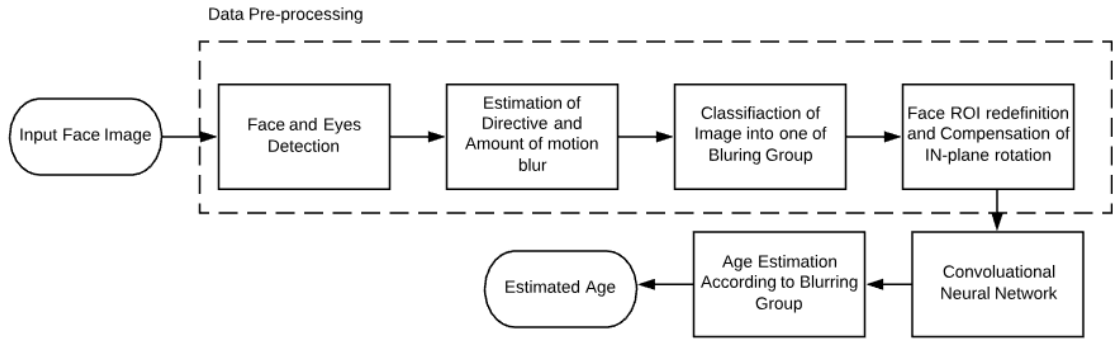 Data Pre-processing
Input Face Image
Face and Eyes
Detection
Estimation of
Directive and
Amount of motion
blur
Classifiaction of
Image into one of
Bluring Group
Face ROI redefinition
and Compensation of
IN-plane rotation
Convoluational
Neural Network
Age Estimation
According to Blurring
Group
Estimated Age